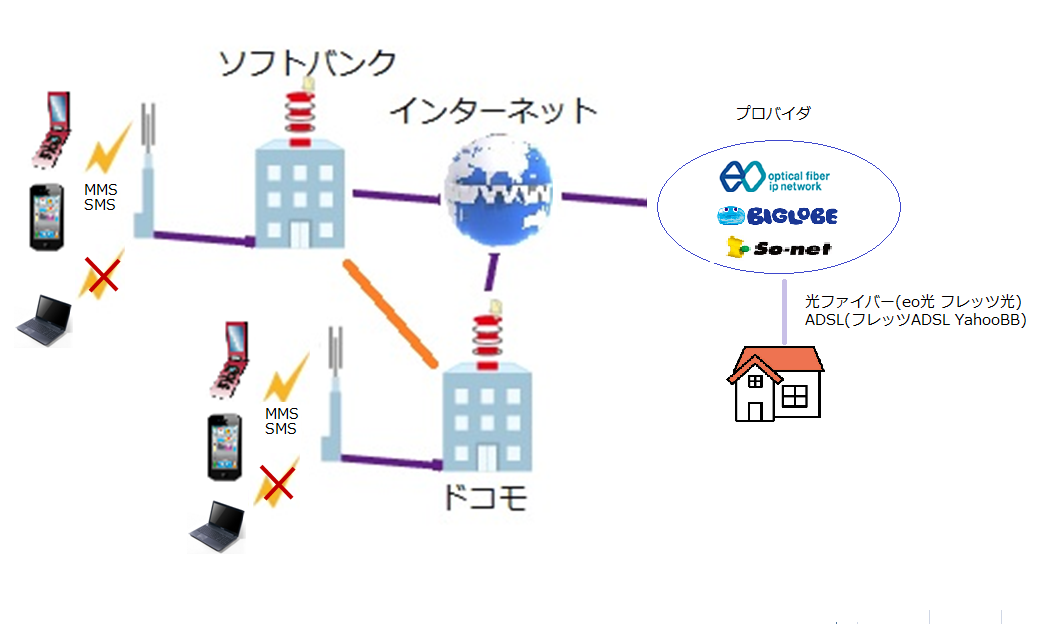 ソフトバンク
インターネット
プロバイダ
MMS
SMS
WWW
eo optical fiber
ip network
BIGLOBE
So-net
光ファイバー(eo光 フレッツ光)
ADSL(フレッツADSL YahooBB)
MMS
SMS
ドコモ